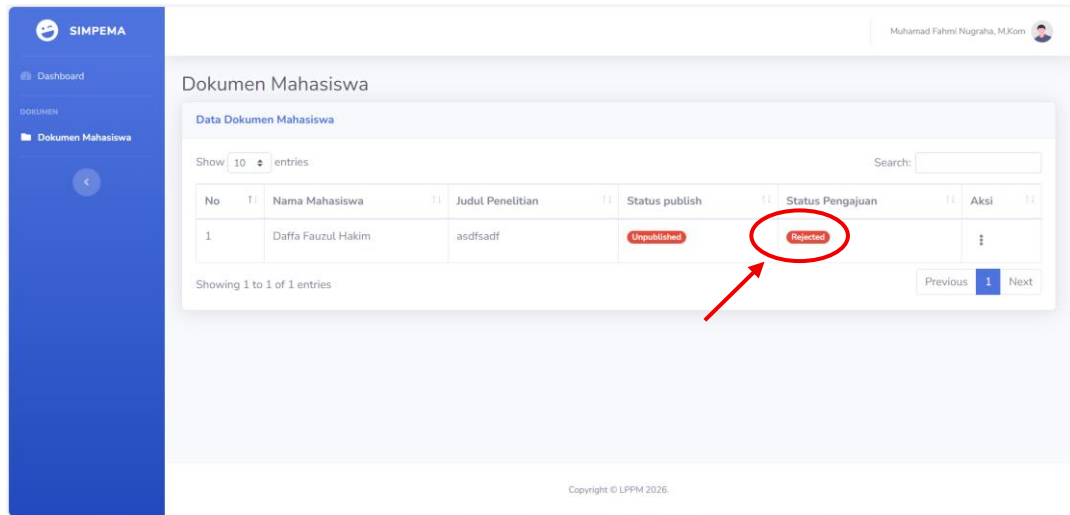 SIMPEMA
Muhamad Fahmi Nugraha, M,Kom
Dashboard
DOKUMEN
Dokumen Mahasiswa
Dokumen Mahasiswa
Data Dokumen Mahasiswa
Show 10 entries
Search:
No Nama Mahasiswa Judul Penelitian Status publish Status Pengajuan Aksi
1 Daffa Fauzul Hakim asdfsadf Unpublished Rejected
Showing 1 to 1 of 1 entries
Previous 1 Next
Copyright © LPPM 2026.